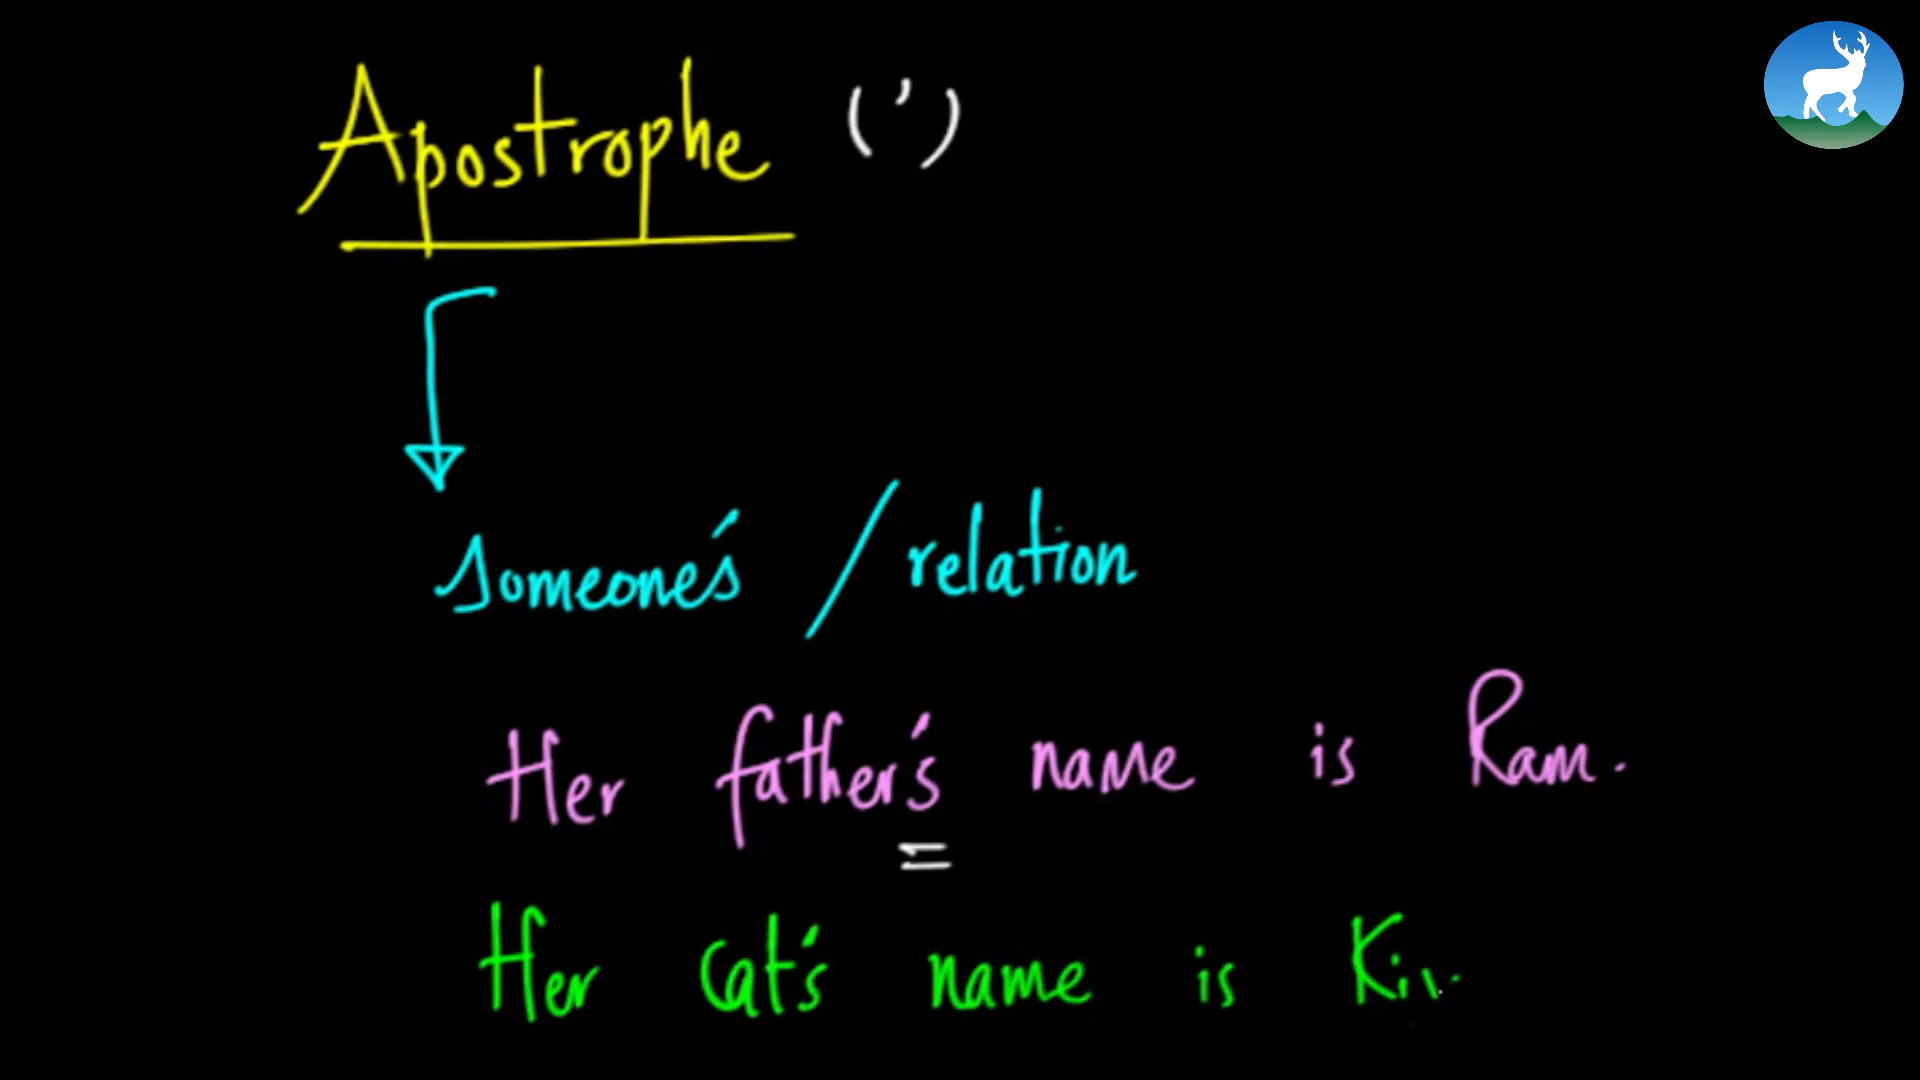 Apostrophe (')
Someone's / relation
Her father's name is Ram.
Her Cat's name is